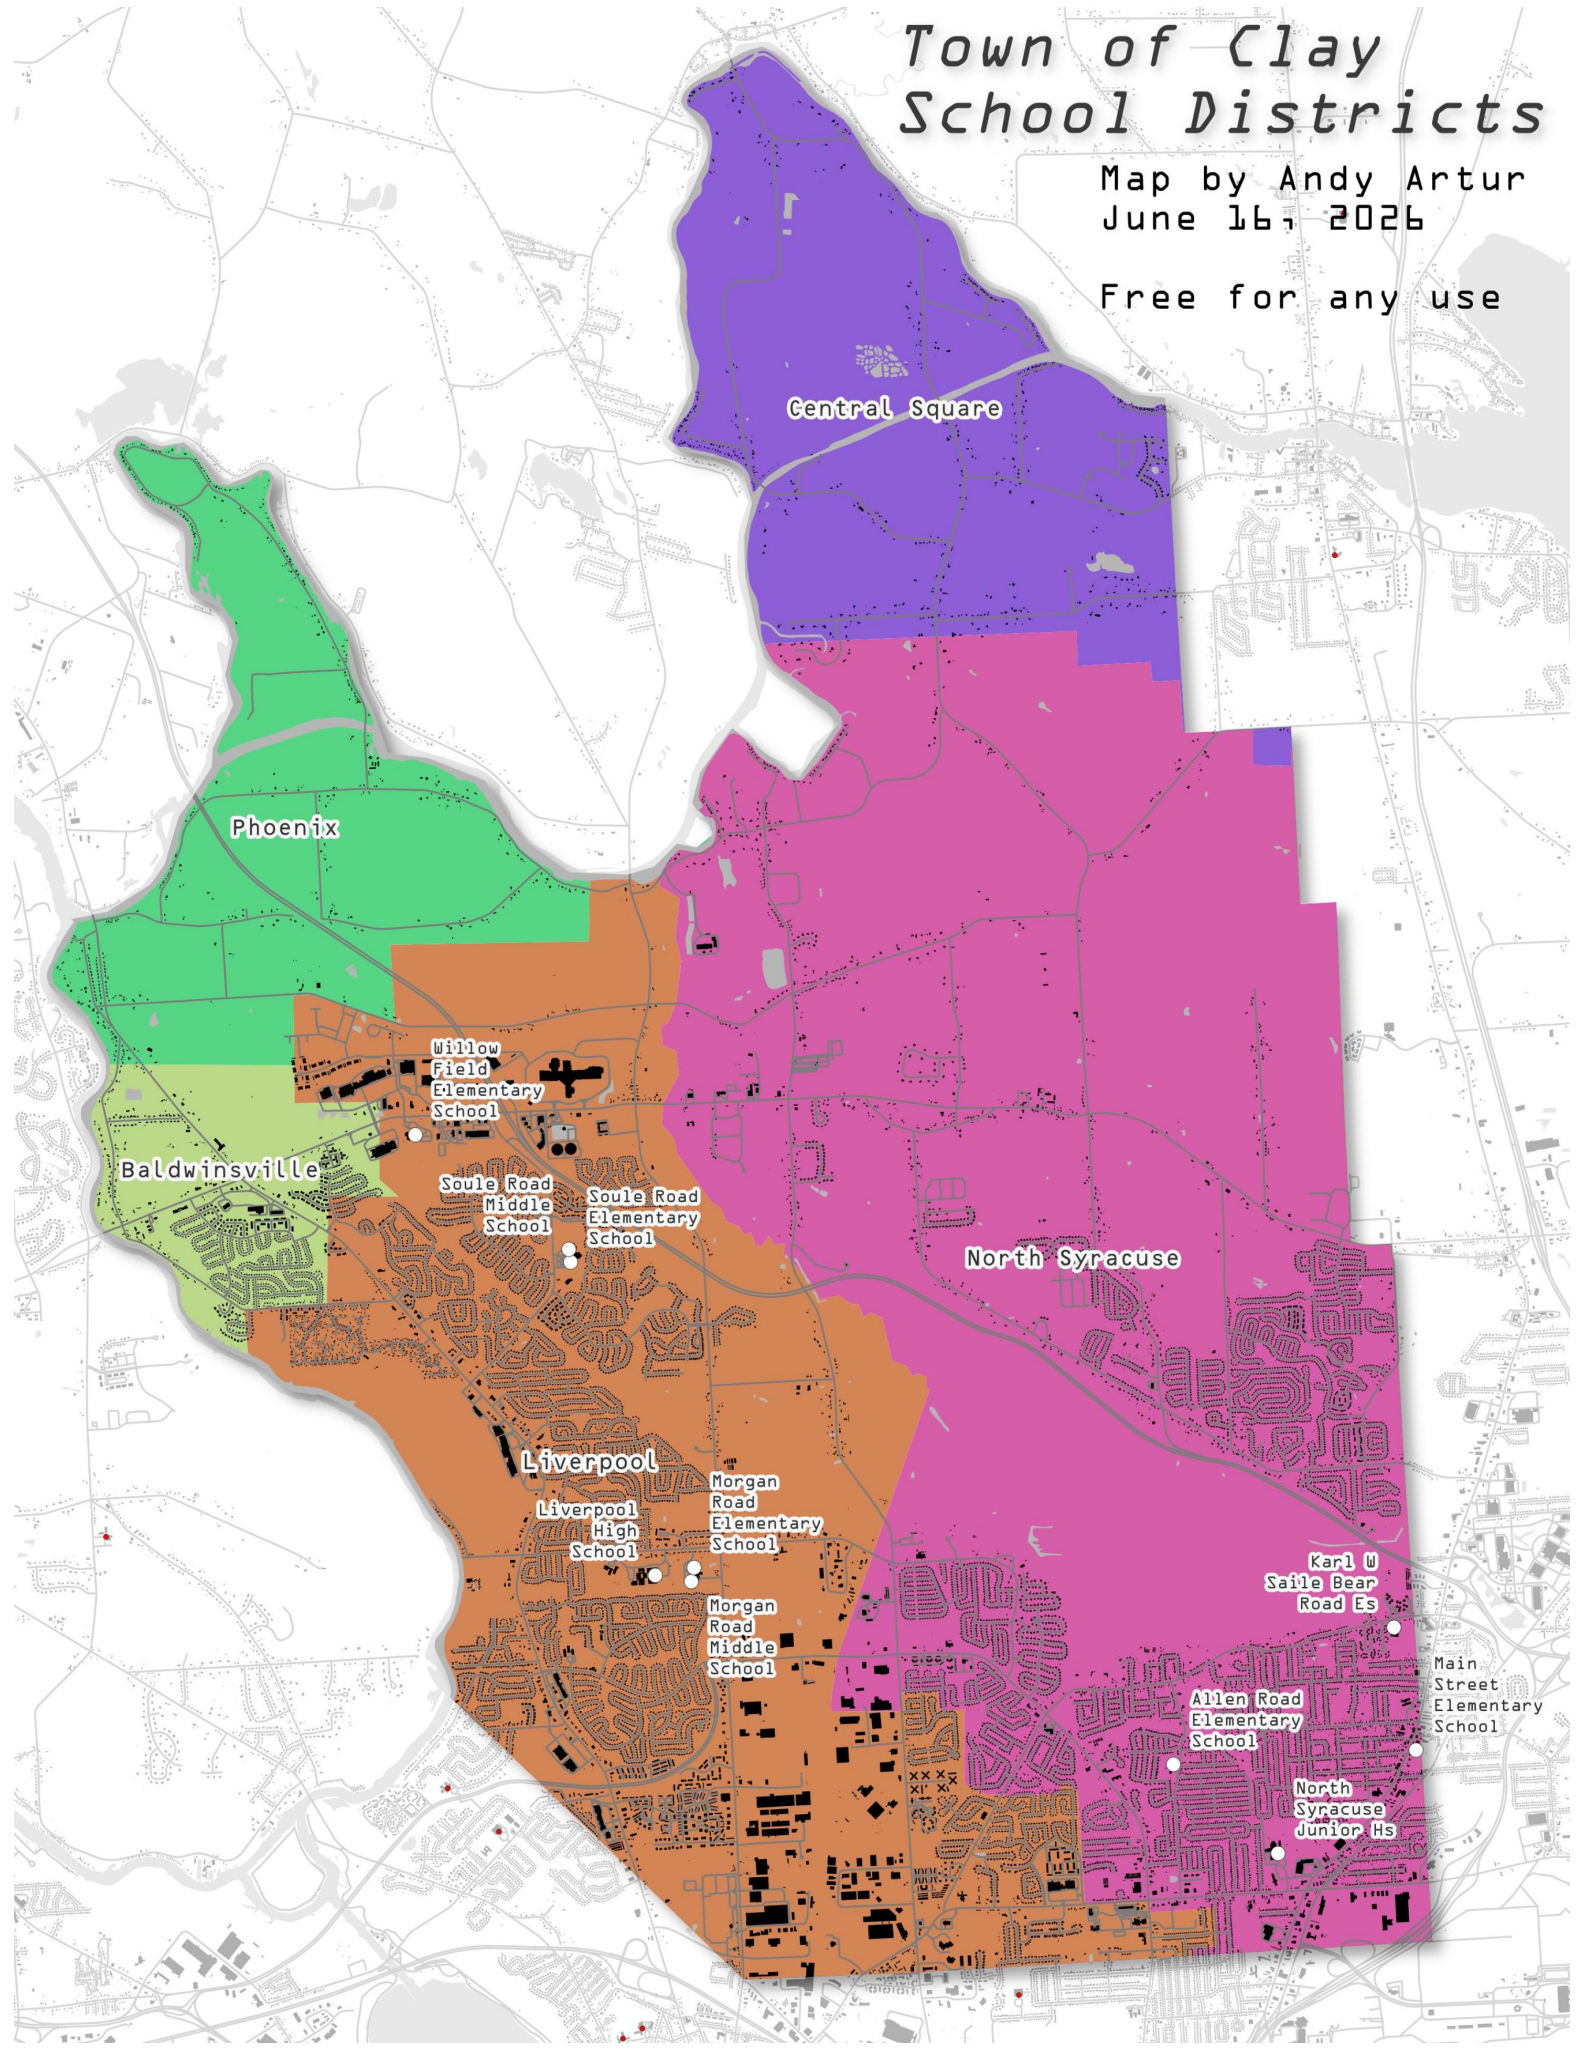 Town of Clay
School Districts
Map by Andy Artur
June 16, 2026
Free for any use
Central Square
Phoenix
Willow
Field
Elementary
School
Baldwinsville
Soule Road
Middle
School
Soule Road
Elementary
School
North Syracuse
Liverpool
Liverpool
High
School
Morgan
Road
Elementary
School
Karl W
Saile Bear
Road Es
Morgan
Road
Middle
School
Main
Street
Elementary
School
Allen Road
Elementary
School
North
Syracuse
Junior Hs